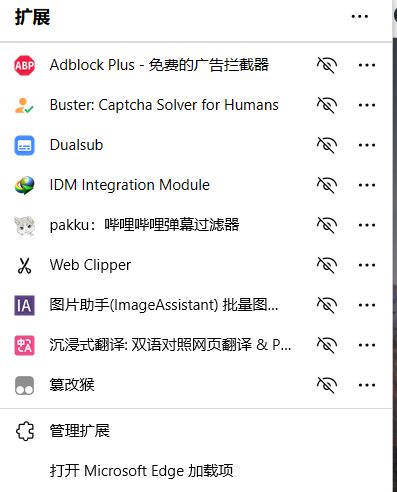 扩展
ABP Adblock Plus - 免费的广告拦截器
Buster: Captcha Solver for Humans
Dualsub
IDM Integration Module
pakku：哔哩哔哩弹幕过滤器
Web Clipper
IA 图片助手(ImageAssistant) 批量图...
沉浸式翻译: 双语对照网页翻译 & P...
篡改猴
管理扩展
打开 Microsoft Edge 加载项